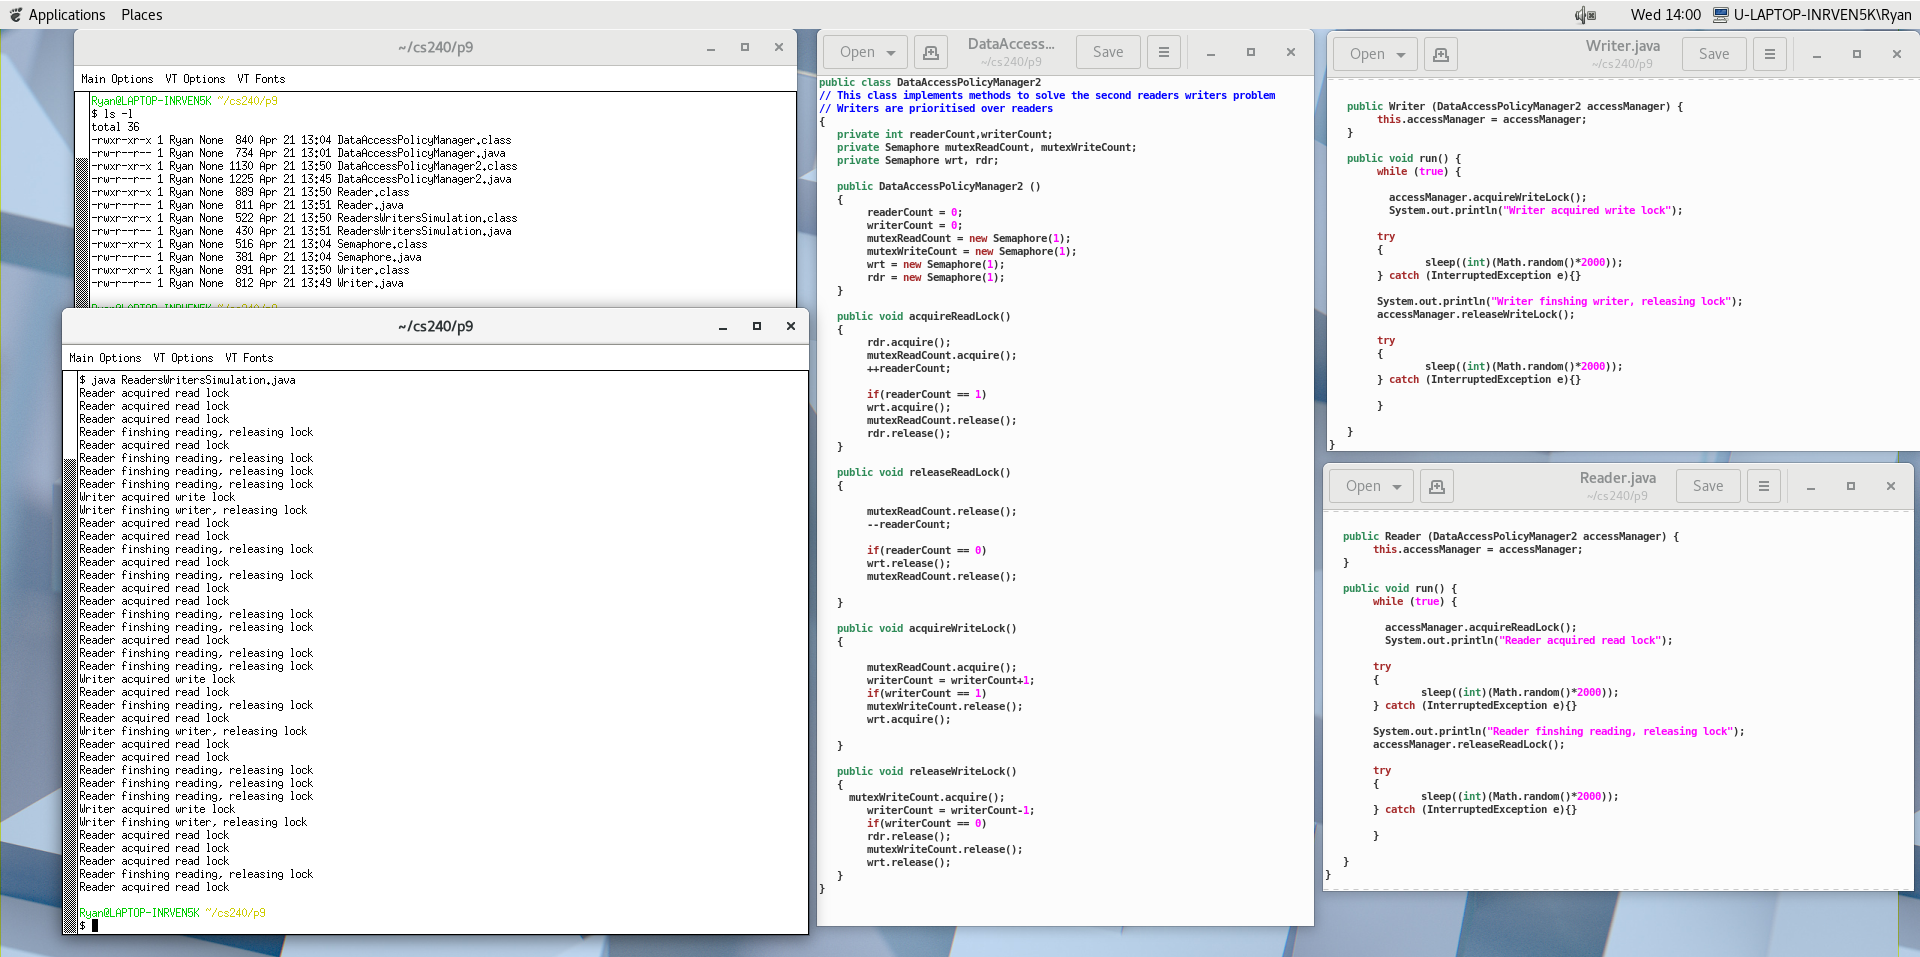 Applications Places
Wed 14:00 U-LAPTOP-INRVEN5K\Ryan
~/cs240/p9
Main Options VT Options VT Fonts
Ryan@LAPTOP-INRVEN5K ~/cs240/p9
$ ls -l
total 36
-rwxr-xr-x 1 Ryan None 840 Apr 21 13:04 DataAccessPolicyManager.class
-rw-r--r-- 1 Ryan None 734 Apr 21 13:01 DataAccessPolicyManager.java
-rwxr-xr-x 1 Ryan None 1130 Apr 21 13:50 DataAccessPolicyManager2.class
-rw-r--r-- 1 Ryan None 1225 Apr 21 13:45 DataAccessPolicyManager2.java
-rwxr-xr-x 1 Ryan None 889 Apr 21 13:50 Reader.class
-rw-r--r-- 1 Ryan None 811 Apr 21 13:51 Reader.java
-rwxr-xr-x 1 Ryan None 522 Apr 21 13:50 ReadersWritersSimulation.class
-rw-r--r-- 1 Ryan None 430 Apr 21 13:51 ReadersWritersSimulation.java
-rwxr-xr-x 1 Ryan None 516 Apr 21 13:04 Semaphore.class
-rw-r--r-- 1 Ryan None 381 Apr 21 13:04 Semaphore.java
-rwxr-xr-x 1 Ryan None 891 Apr 21 13:50 Writer.class
-rw-r--r-- 1 Ryan None 812 Apr 21 13:49 Writer.java
Ryan@LAPTOP-INRVEN5K ~/cs240/p9
~/cs240/p9
Main Options VT Options VT Fonts
$ java ReadersWritersSimulation.java
Reader acquired read lock
Reader acquired read lock
Reader acquired read lock
Reader finshing reading, releasing lock
Reader acquired read lock
Reader finshing reading, releasing lock
Reader finshing reading, releasing lock
Reader finshing reading, releasing lock
Writer acquired write lock
Writer finshing writer, releasing lock
Reader acquired read lock
Reader acquired read lock
Reader finshing reading, releasing lock
Reader acquired read lock
Reader finshing reading, releasing lock
Reader acquired read lock
Reader acquired read lock
Reader finshing reading, releasing lock
Reader finshing reading, releasing lock
Reader acquired read lock
Reader finshing reading, releasing lock
Reader finshing reading, releasing lock
Writer acquired write lock
Reader acquired read lock
Reader finshing reading, releasing lock
Reader acquired read lock
Writer finshing writer, releasing lock
Reader acquired read lock
Reader acquired read lock
Reader finshing reading, releasing lock
Reader finshing reading, releasing lock
Reader finshing reading, releasing lock
Writer acquired write lock
Writer finshing writer, releasing lock
Reader acquired read lock
Reader acquired read lock
Reader acquired read lock
Reader finshing reading, releasing lock
Reader acquired read lock
Ryan@LAPTOP-INRVEN5K ~/cs240/p9
$
Open DataAccess... Save
~/cs240/p9
public class DataAccessPolicyManager2
// This class implements methods to solve the second readers writers problem
// Writers are prioritised over readers
{
private int readerCount,writerCount;
private Semaphore mutexReadCount, mutexWriteCount;
private Semaphore wrt, rdr;
public DataAccessPolicyManager2 ()
{
readerCount = 0;
writerCount = 0;
mutexReadCount = new Semaphore(1);
mutexWriteCount = new Semaphore(1);
wrt = new Semaphore(1);
rdr = new Semaphore(1);
}
public void acquireReadLock()
{
rdr.acquire();
mutexReadCount.acquire();
++readerCount;
if(readerCount == 1)
wrt.acquire();
mutexReadCount.release();
rdr.release();
}
public void releaseReadLock()
{
mutexReadCount.release();
--readerCount;
if(readerCount == 0)
wrt.release();
mutexReadCount.release();
}
public void acquireWriteLock()
{
mutexReadCount.acquire();
writerCount = writerCount+1;
if(writerCount == 1)
mutexWriteCount.release();
wrt.acquire();
}
public void releaseWriteLock()
{
mutexWriteCount.acquire();
writerCount = writerCount-1;
if(writerCount == 0)
rdr.release();
mutexWriteCount.release();
wrt.release();
}
}
Open Writer.java Save
~/cs240/p9
public Writer (DataAccessPolicyManager2 accessManager) {
this.accessManager = accessManager;
}
public void run() {
while (true) {
accessManager.acquireWriteLock();
System.out.println("Writer acquired write lock");
try
{
sleep((int)(Math.random()*2000));
} catch (InterruptedException e){}
System.out.println("Writer finshing writer, releasing lock");
accessManager.releaseWriteLock();
try
{
sleep((int)(Math.random()*2000));
} catch (InterruptedException e){}
}
}
}
Open Reader.java Save
~/cs240/p9
public Reader (DataAccessPolicyManager2 accessManager) {
this.accessManager = accessManager;
}
public void run() {
while (true) {
accessManager.acquireReadLock();
System.out.println("Reader acquired read lock");
try
{
sleep((int)(Math.random()*2000));
} catch (InterruptedException e){}
System.out.println("Reader finshing reading, releasing lock");
accessManager.releaseReadLock();
try
{
sleep((int)(Math.random()*2000));
} catch (InterruptedException e){}
}
}
}